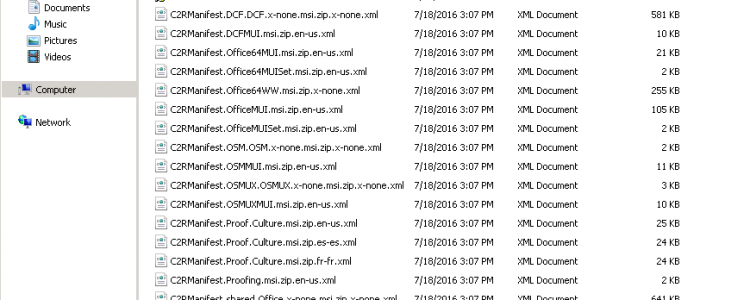 Documents
Music
Pictures
Videos
Computer
Network
C2RManifest.DCF.DCF.x-none.msi.zip.x-none.xml 7/18/2016 3:07 PM XML Document 581 KB
C2RManifest.DCFMUI.msi.zip.en-us.xml 7/18/2016 3:07 PM XML Document 10 KB
C2RManifest.Office64MUI.msi.zip.en-us.xml 7/18/2016 3:07 PM XML Document 21 KB
C2RManifest.Office64MUISet.msi.zip.en-us.xml 7/18/2016 3:07 PM XML Document 2 KB
C2RManifest.Office64WW.msi.zip.x-none.xml 7/18/2016 3:07 PM XML Document 255 KB
C2RManifest.OfficeMUI.msi.zip.en-us.xml 7/18/2016 3:07 PM XML Document 105 KB
C2RManifest.OfficeMUISet.msi.zip.en-us.xml 7/18/2016 3:07 PM XML Document 2 KB
C2RManifest.OSM.OSM.x-none.msi.zip.x-none.xml 7/18/2016 3:07 PM XML Document 2 KB
C2RManifest.OSMMUI.msi.zip.en-us.xml 7/18/2016 3:07 PM XML Document 11 KB
C2RManifest.OSMUX.OSMUX.x-none.msi.zip.x-none.xml 7/18/2016 3:07 PM XML Document 3 KB
C2RManifest.OSMUXMUI.msi.zip.en-us.xml 7/18/2016 3:07 PM XML Document 10 KB
C2RManifest.Proof.Culture.msi.zip.en-us.xml 7/18/2016 3:07 PM XML Document 25 KB
C2RManifest.Proof.Culture.msi.zip.es-es.xml 7/18/2016 3:07 PM XML Document 24 KB
C2RManifest.Proof.Culture.msi.zip.fr-fr.xml 7/18/2016 3:07 PM XML Document 24 KB
C2RManifest.Proofing.msi.zip.en-us.xml 7/18/2016 3:07 PM XML Document 2 KB
C2RManifest.shared.Office.x-none.msi.zip.x-none.xml 7/18/2016 3:07 PM XML Document 641 KB